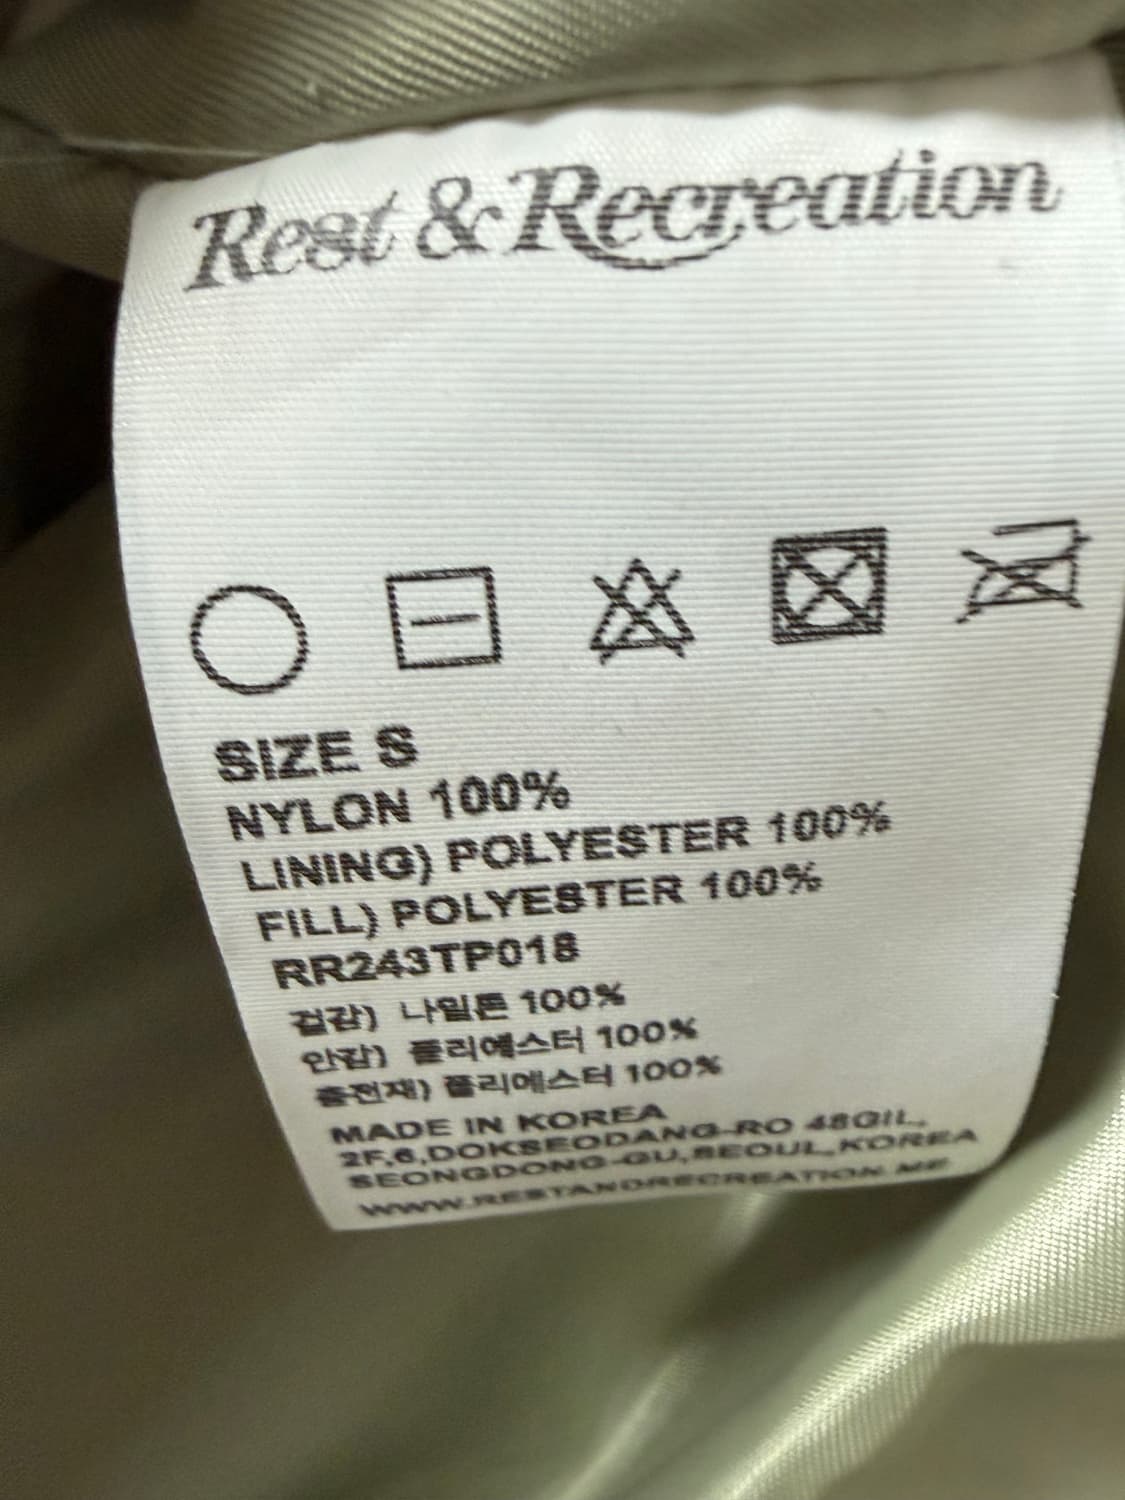 Rest & Recreation
SIZE S
NYLON 100%
LINING) POLYESTER 100%
FILL) POLYESTER 100%
RR243TP018
겉감) 나일론 100%
안감) 폴리에스터 100%
충전재) 폴리에스터 100%
MADE IN KOREA
2F,6,DOKSEODANG-RO 48GIL,
SEONGDONG-GU,SEOUL,KOREA
WWW.RESTANDRECREATION.ME